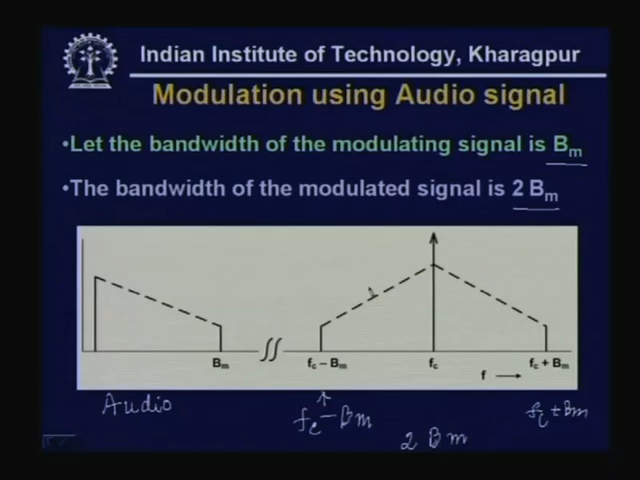 Indian Institute of Technology, Kharagpur
Modulation using Audio signal
•Let the bandwidth of the modulating signal is Bm
•The bandwidth of the modulated signal is 2 Bm
Bm fc – Bm fc fc + Bm
f
Audio fc – Bm fc + Bm
2 Bm